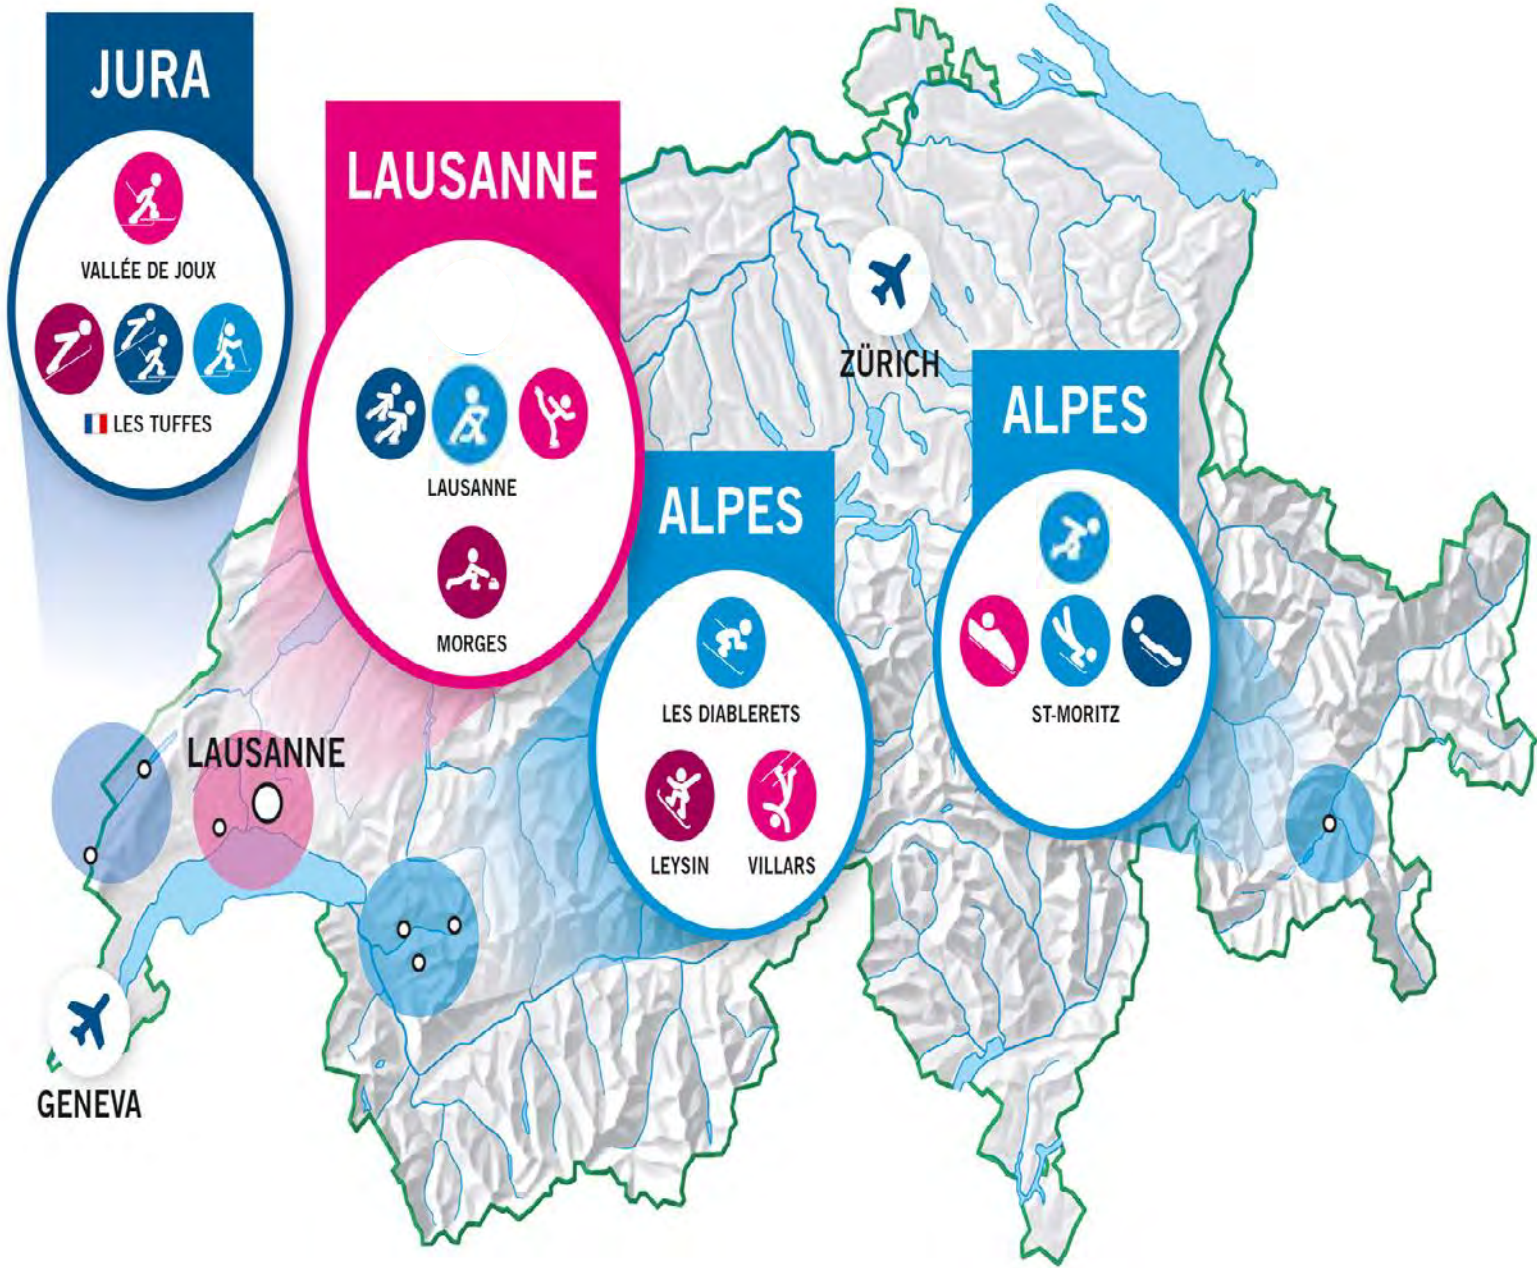 JURA
VALLÉE DE JOUX
LES TUFFES
LAUSANNE
LAUSANNE
MORGES
ALPES
LES DIABLERETS
LEYSIN VILLARS
ALPES
ST-MORITZ
ZÜRICH
LAUSANNE
GENEVA